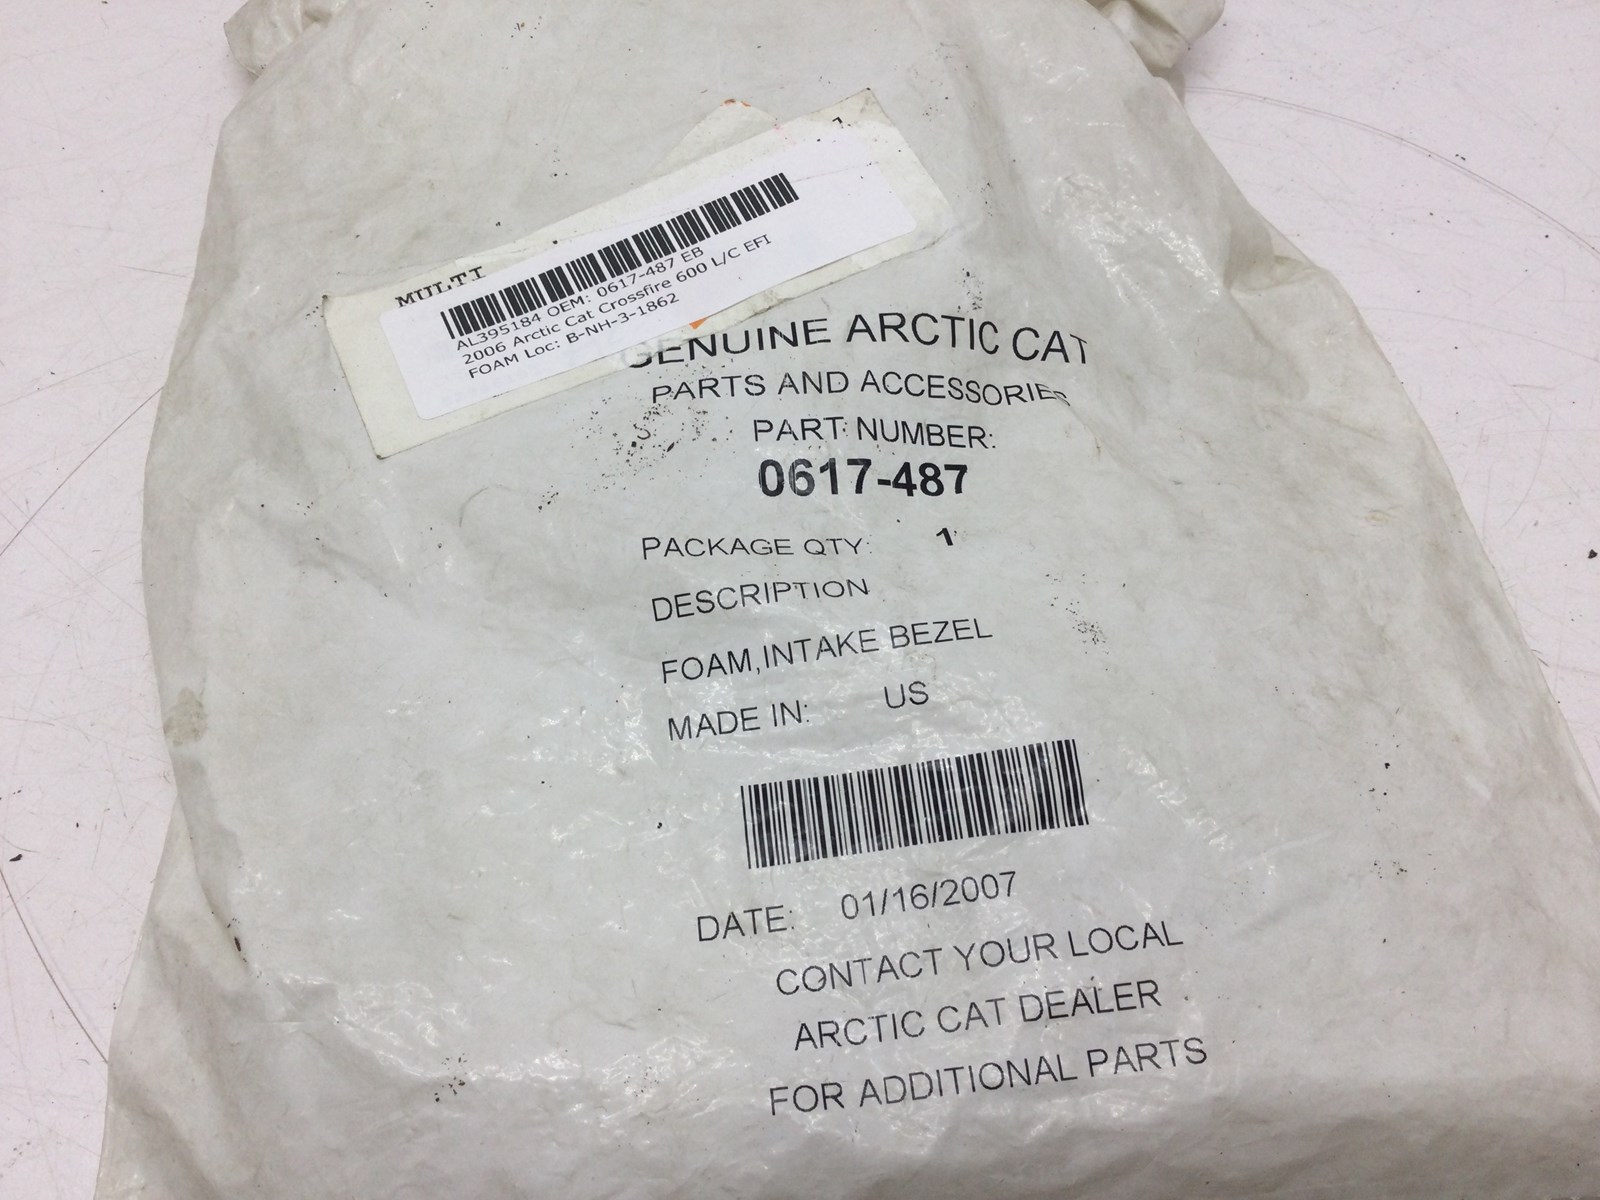 MULTI
AL395184 OEM: 0617-487 EB
2006 Arctic Cat Crossfire 600 L/C EFI
FOAM Loc: B-NH-3-1862
GENUINE ARCTIC CAT
PARTS AND ACCESSORIES
PART NUMBER:
0617-487
PACKAGE QTY: 1
DESCRIPTION
FOAM,INTAKE BEZEL
MADE IN: US
DATE: 01/16/2007
CONTACT YOUR LOCAL
ARCTIC CAT DEALER
FOR ADDITIONAL PARTS